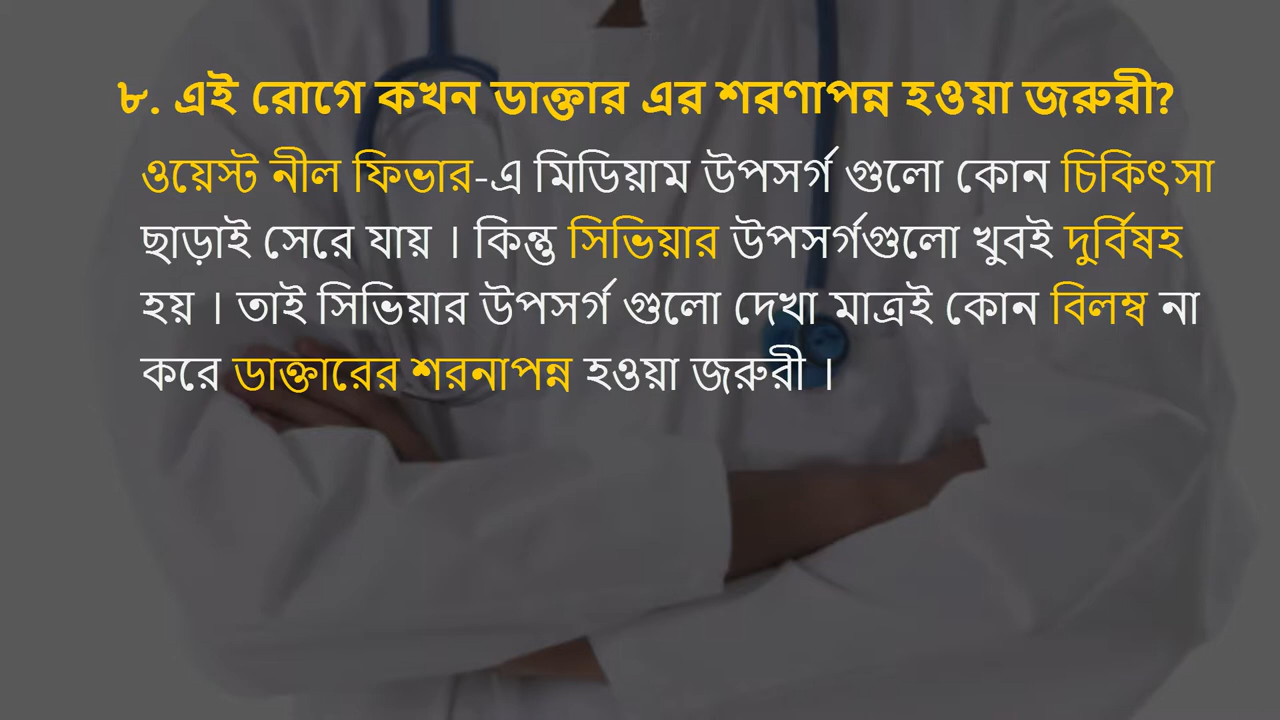 ৮. এই রোগে কখন ডাক্তার এর শরণাপন্ন হওয়া জরুরী?
ওয়েস্ট নীল ফিভার-এ মিডিয়াম উপসর্গ গুলো কোন চিকিৎসা
ছাড়াই সেরে যায় । কিন্তু সিভিয়ার উপসর্গগুলো খুবই দুর্বিষহ
হয় । তাই সিভিয়ার উপসর্গ গুলো দেখা মাত্রই কোন বিলম্ব না
করে ডাক্তারের শরনাপন্ন হওয়া জরুরী ।